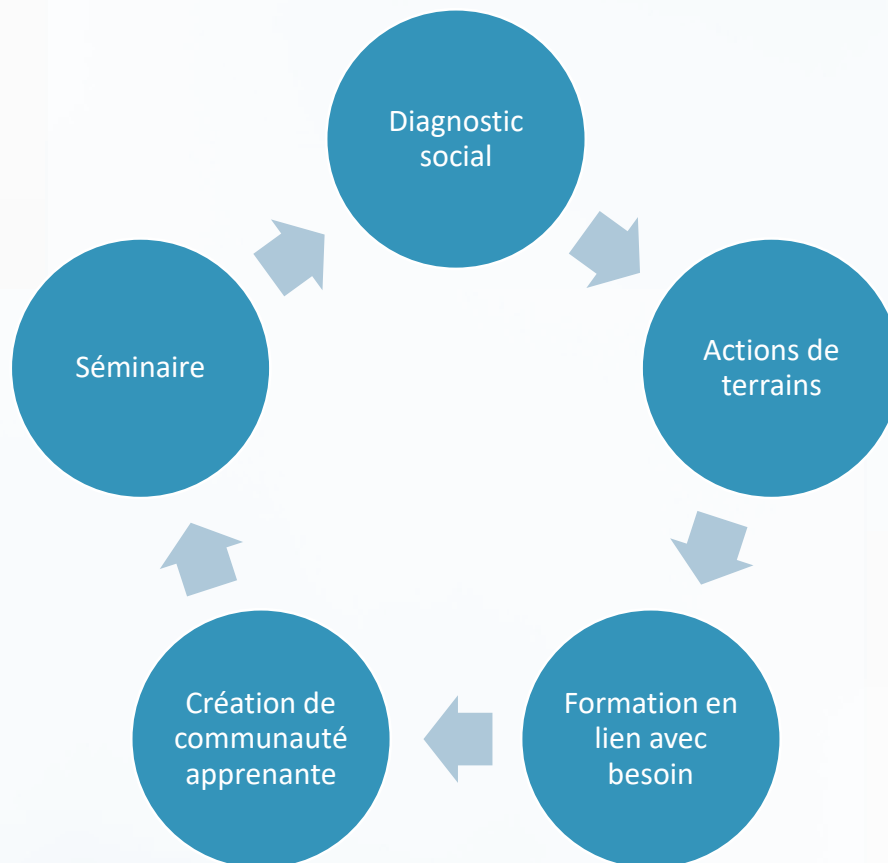 Diagnostic
social
Actions de
terrains
Formation en
lien avec
besoin
Création de
communauté
apprenante
Séminaire